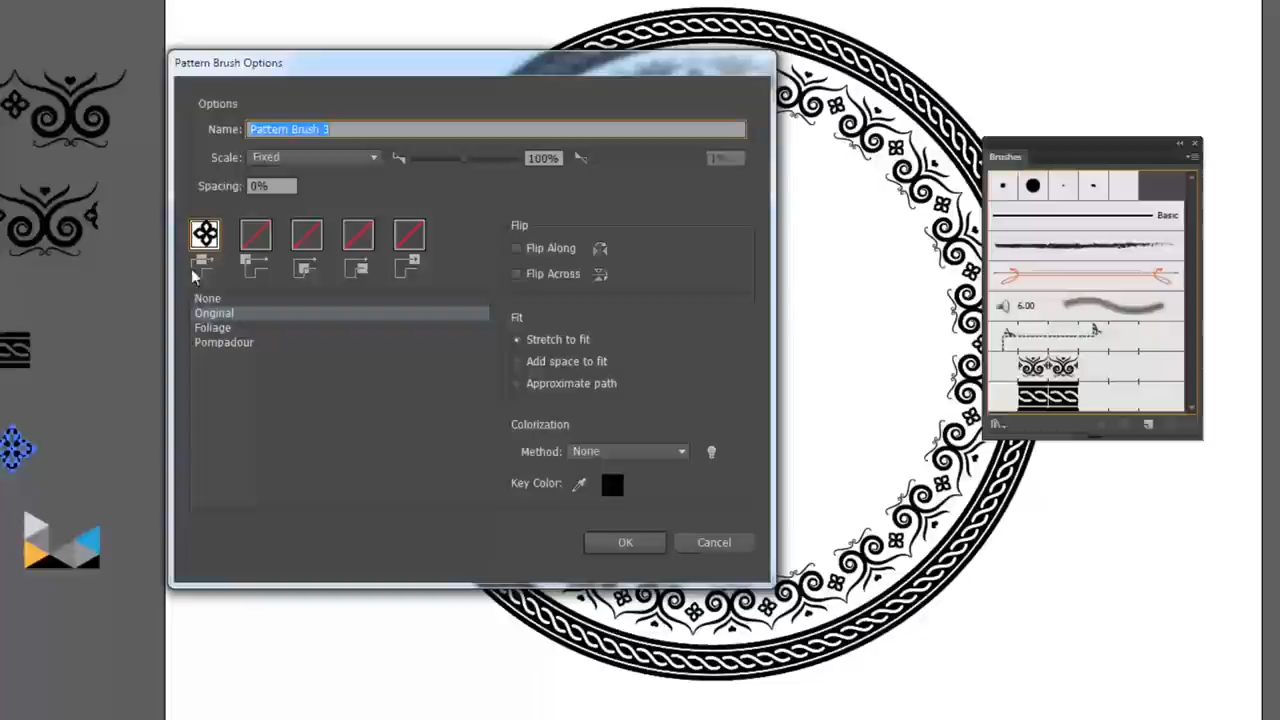 Pattern Brush Options
Options
Name: Pattern Brush 3
Scale: Fixed 100%
Spacing: 0%
None
Original
Foliage
Pompadour
Flip
Flip Along
Flip Across
Fit
Stretch to fit
Add space to fit
Approximate path
Colorization
Method: None
Key Color:
OK Cancel
Brushes
Basic
6.00